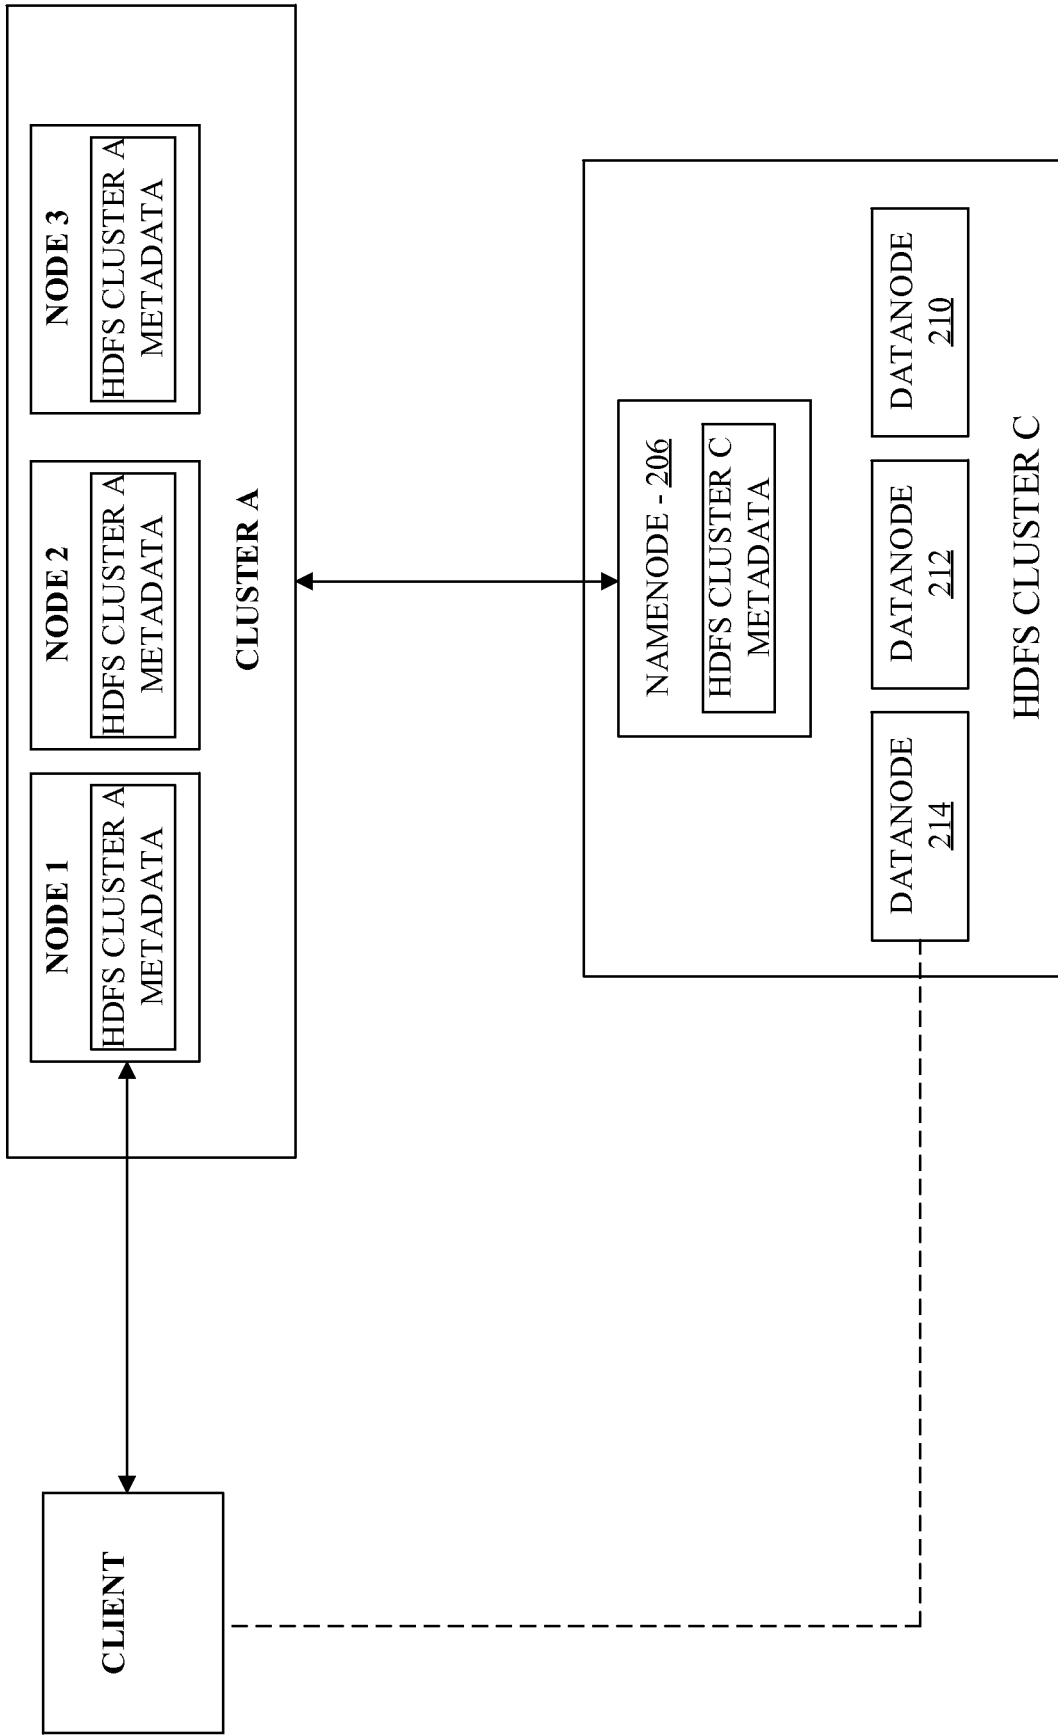 CLIENT
NODE 1
HDFS CLUSTER A
METADATA
NODE 2
HDFS CLUSTER A
METADATA
NODE 3
HDFS CLUSTER A
METADATA
CLUSTER A
NAMENODE - 206
HDFS CLUSTER C
METADATA
DATANODE
214
DATANODE
212
DATANODE
210
HDFS CLUSTER C